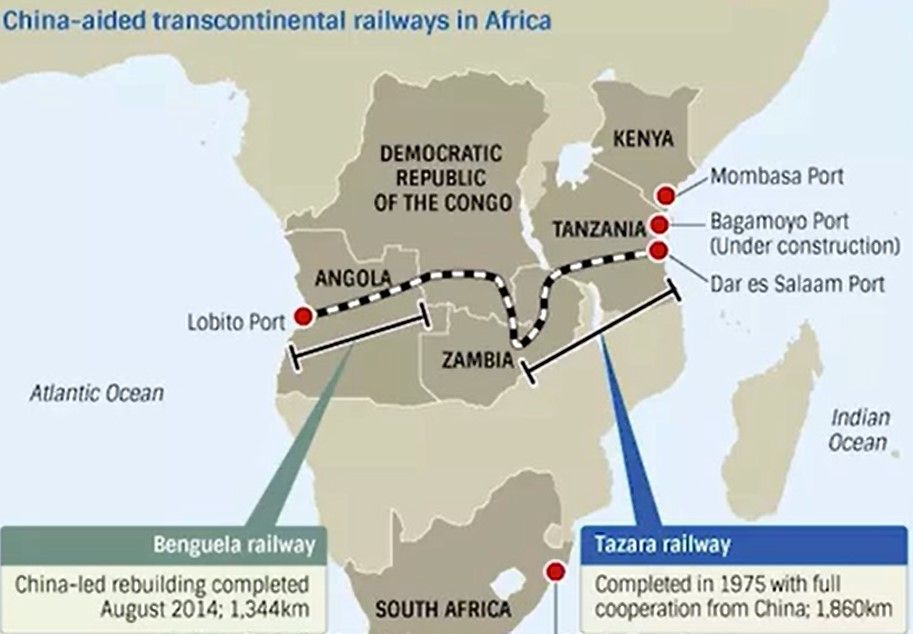 China-aided transcontinental railways in Africa
KENYA
DEMOCRATIC
REPUBLIC
OF THE CONGO
Mombasa Port
Bagamoyo Port
(Under construction)
TANZANIA
ANGOLA
Dar es Salaam Port
Lobito Port
ZAMBIA
Atlantic Ocean
Indian
Ocean
Benguela railway
China-led rebuilding completed
August 2014; 1,344km
Tazara railway
Completed in 1975 with full
cooperation from China; 1,860km
SOUTH AFRICA